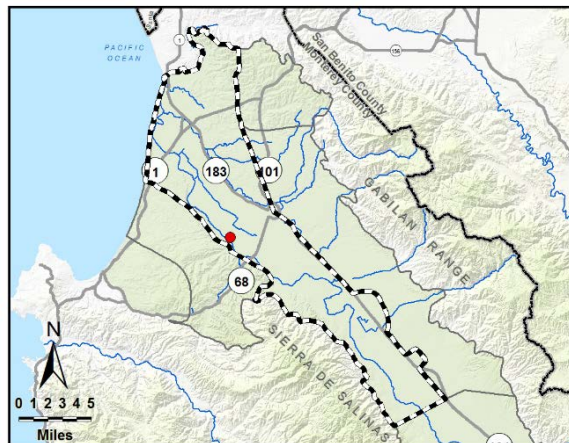 1
156
PACIFIC
OCEAN
San Benito County
Monterey County
1
183
101
GABILAN RANGE
68
N
SIERRA DE SALINAS
0 1 2 3 4 5
Miles